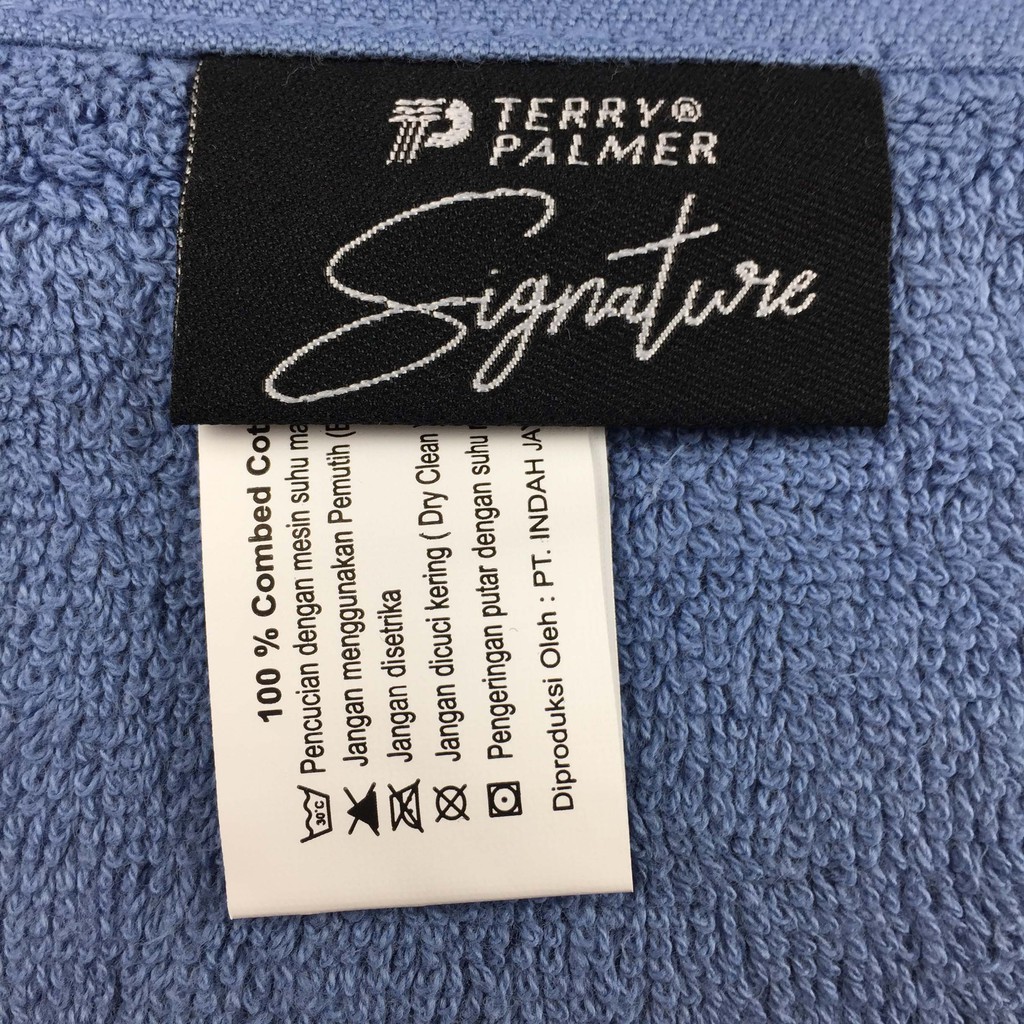 TERRY®
PALMER
Signature
100 % Combed Cot
Pencucian dengan mesin suhu ma
Jangan menggunakan Pemutih (
Jangan disetrika
Jangan dicuci kering ( Dry Clean
Pengeringan putar dengan suhu
Diproduksi Oleh : PT. INDAH JA
30°C